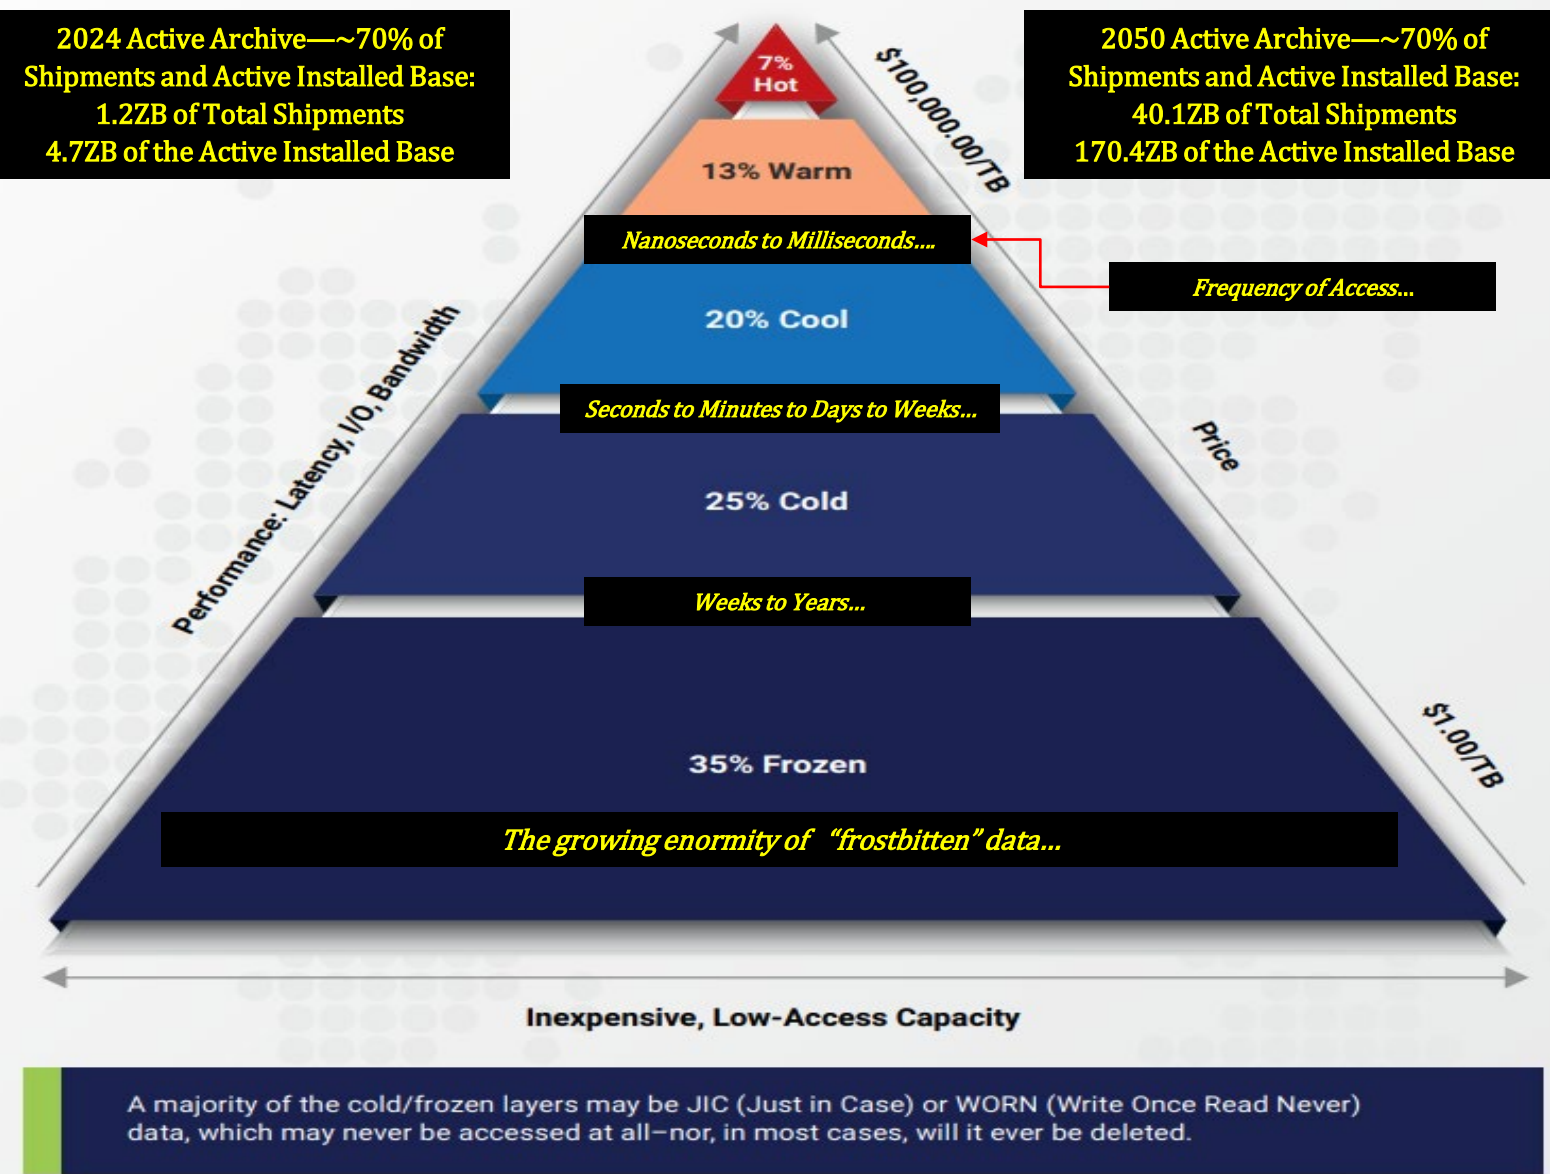 2024 Active Archive—~70% of
Shipments and Active Installed Base:
1.2ZB of Total Shipments
4.7ZB of the Active Installed Base
2050 Active Archive—~70% of
Shipments and Active Installed Base:
40.1ZB of Total Shipments
170.4ZB of the Active Installed Base
7%
Hot
$100,000.00/TB
13% Warm
Nanoseconds to Milliseconds....
Frequency of Access...
20% Cool
Performance: Latency, I/O, Bandwidth
Seconds to Minutes to Days to Weeks...
Price
25% Cold
Weeks to Years...
$1.00/TB
35% Frozen
The growing enormity of “frostbitten” data...
Inexpensive, Low-Access Capacity
A majority of the cold/frozen layers may be JIC (Just in Case) or WORN (Write Once Read Never)
data, which may never be accessed at all–nor, in most cases, will it ever be deleted.